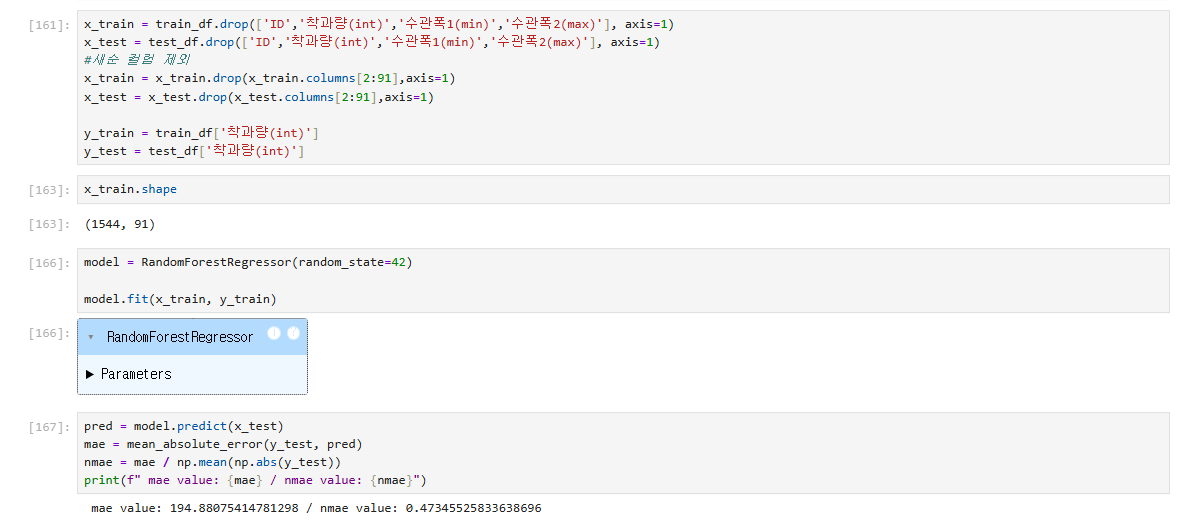 [161]: x_train = train_df.drop(['ID','착과량(int)','수관폭1(min)','수관폭2(max)'], axis=1)
x_test = test_df.drop(['ID','착과량(int)','수관폭1(min)','수관폭2(max)'], axis=1)
#새순 컬럼 제외
x_train = x_train.drop(x_train.columns[2:91],axis=1)
x_test = x_test.drop(x_test.columns[2:91],axis=1)
y_train = train_df['착과량(int)']
y_test = test_df['착과량(int)']
[163]: x_train.shape
[163]: (1544, 91)
[166]: model = RandomForestRegressor(random_state=42)
model.fit(x_train, y_train)
[166]: ▾ RandomForestRegressor
▶ Parameters
[167]: pred = model.predict(x_test)
mae = mean_absolute_error(y_test, pred)
nmae = mae / np.mean(np.abs(y_test))
print(f" mae value: {mae} / nmae value: {nmae}")
mae value: 194.88075414781298 / nmae value: 0.47345525833638696